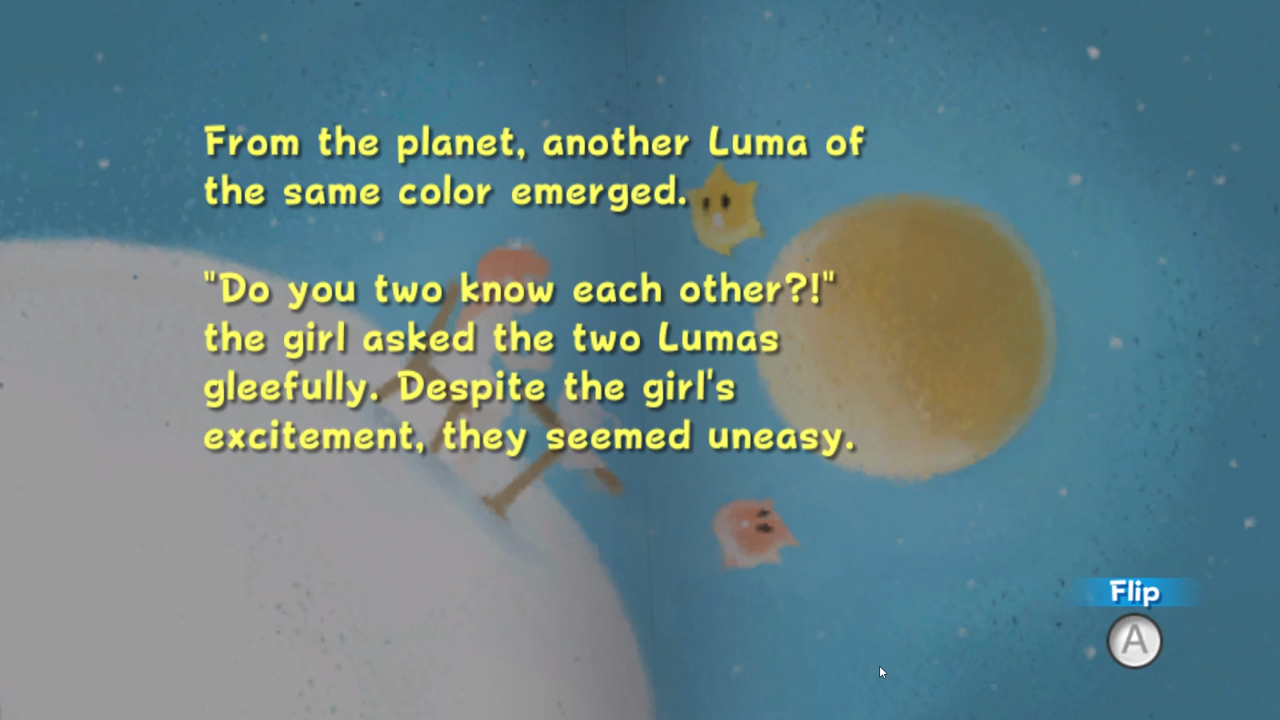 From the planet, another Luma of
the same color emerged.
"Do you two know each other?!"
the girl asked the two Lumas
gleefully. Despite the girl's
excitement, they seemed uneasy.
Flip
A